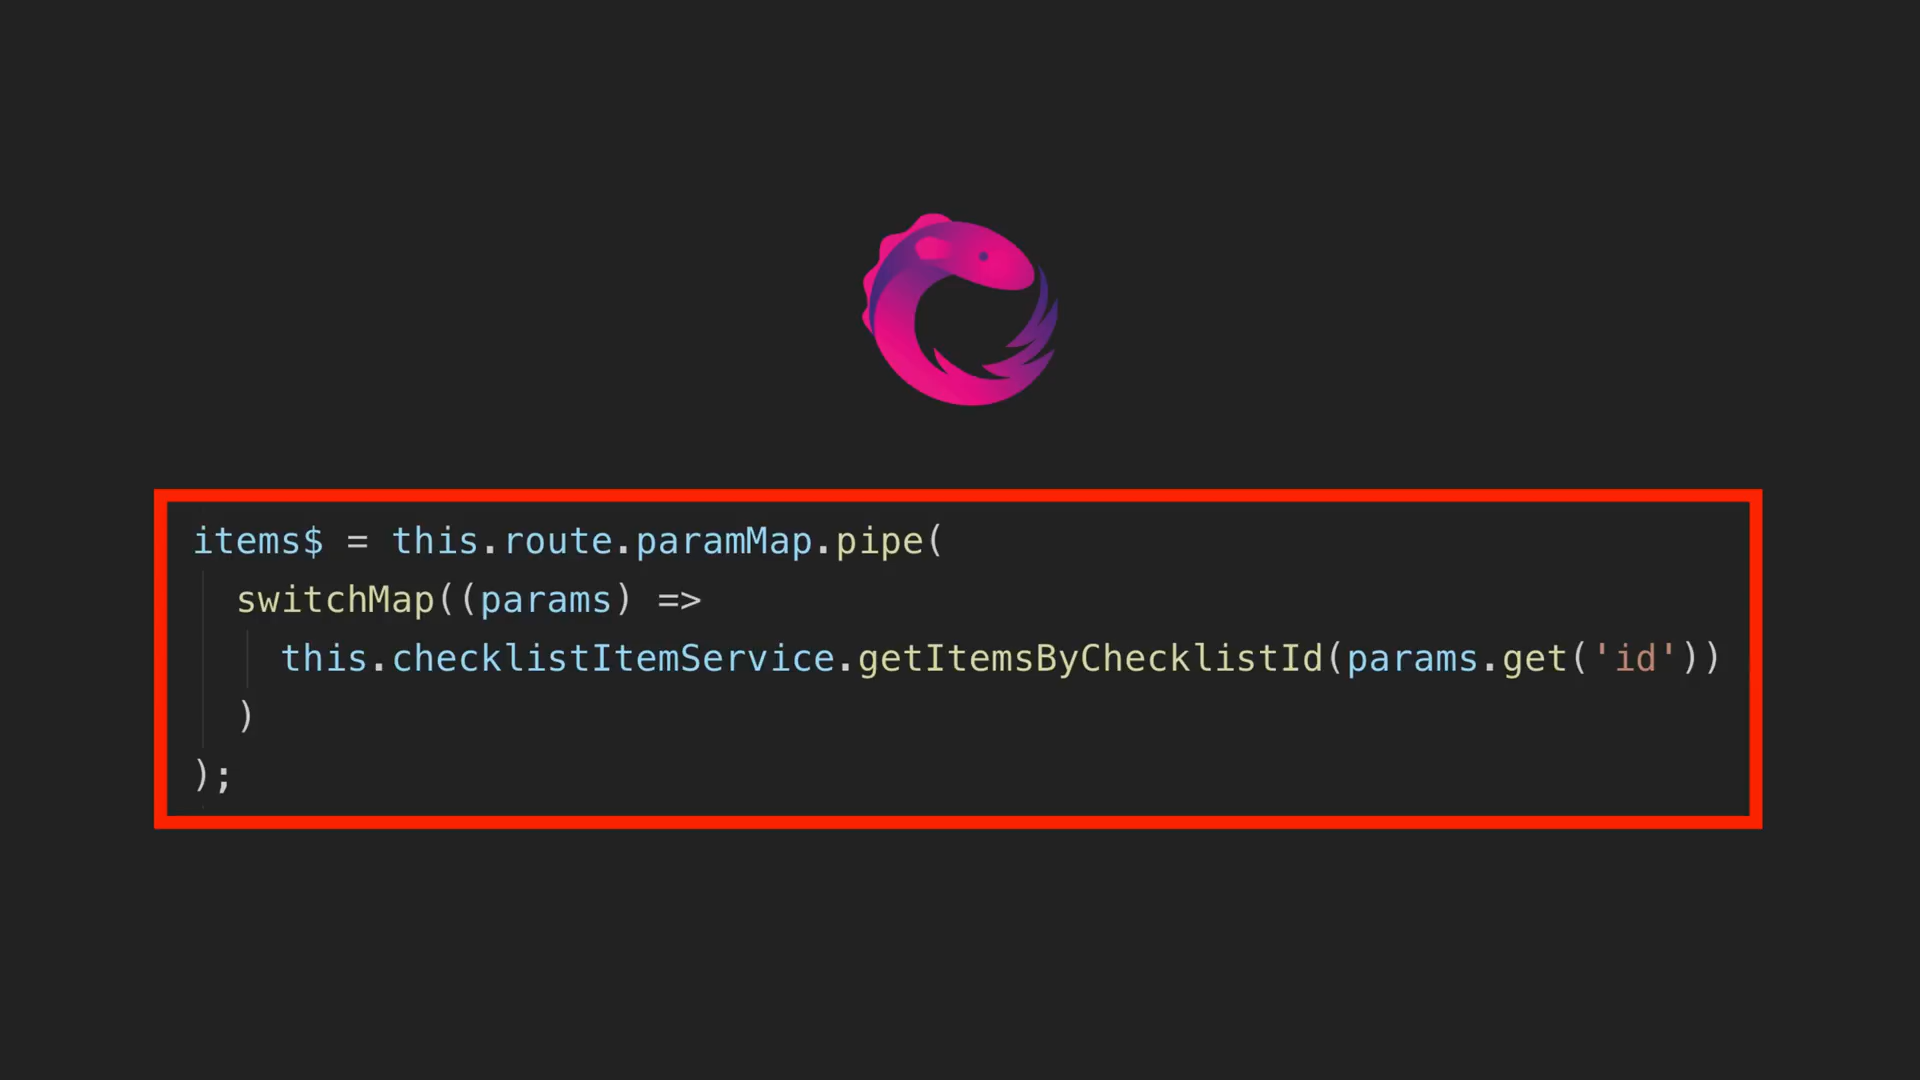 items$ = this.route.paramMap.pipe(
switchMap((params) =>
this.checklistItemService.getItemsByChecklistId(params.get('id'))
)
);